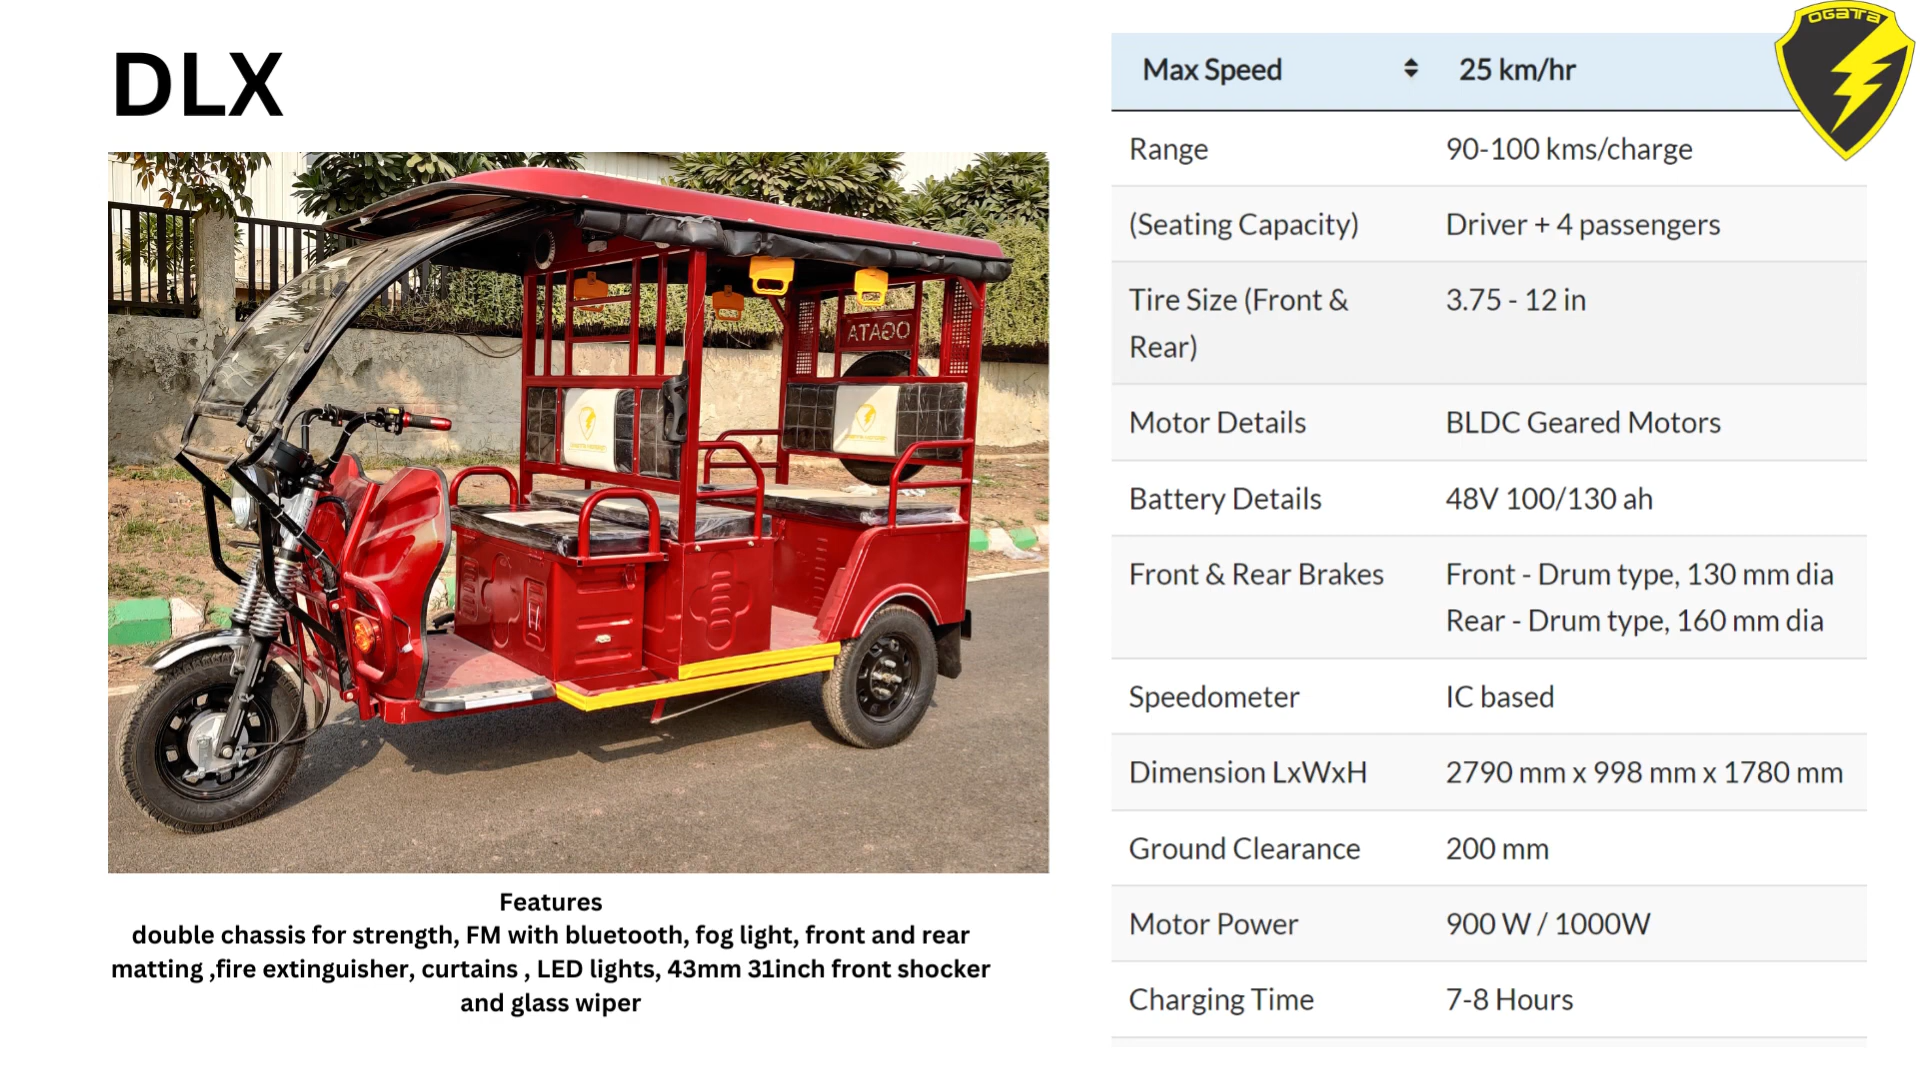 DLX
OGATA
OGATA
Features
double chassis for strength, FM with bluetooth, fog light, front and rear
matting ,fire extinguisher, curtains , LED lights, 43mm 31inch front shocker
and glass wiper
Max Speed 25 km/hr
Range 90-100 kms/charge
(Seating Capacity) Driver + 4 passengers
Tire Size (Front & 3.75 - 12 in
Rear)
Motor Details BLDC Geared Motors
Battery Details 48V 100/130 ah
Front & Rear Brakes Front - Drum type, 130 mm dia
Rear - Drum type, 160 mm dia
Speedometer IC based
Dimension LxWxH 2790 mm x 998 mm x 1780 mm
Ground Clearance 200 mm
Motor Power 900 W / 1000W
Charging Time 7-8 Hours